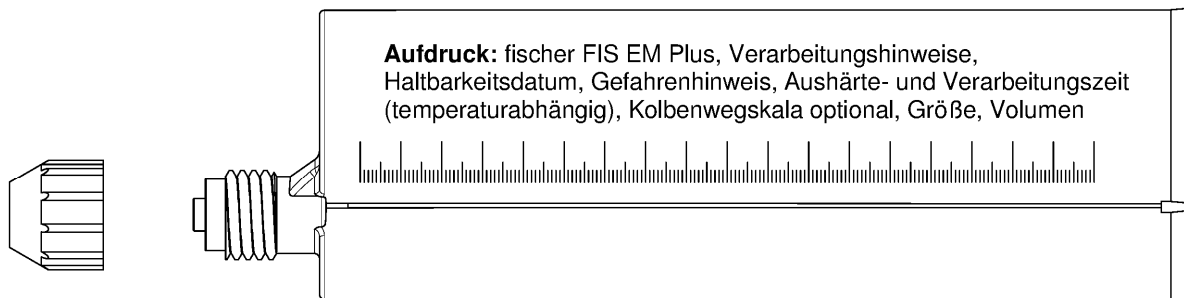 Aufdruck: fischer FIS EM Plus, Verarbeitungshinweise,
Haltbarkeitsdatum, Gefahrenhinweis, Aushärte- und Verarbeitungszeit
(temperaturabhängig), Kolbenwegskala optional, Größe, Volumen